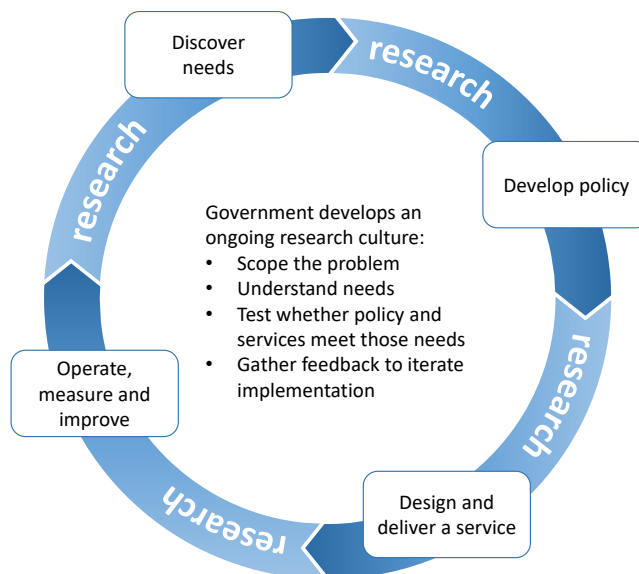 Discover
needs
research
Develop policy
research
Design and
deliver a service
research
Operate,
measure and
improve
research
Government develops an
ongoing research culture:
• Scope the problem
• Understand needs
• Test whether policy and
services meet those needs
• Gather feedback to iterate
implementation